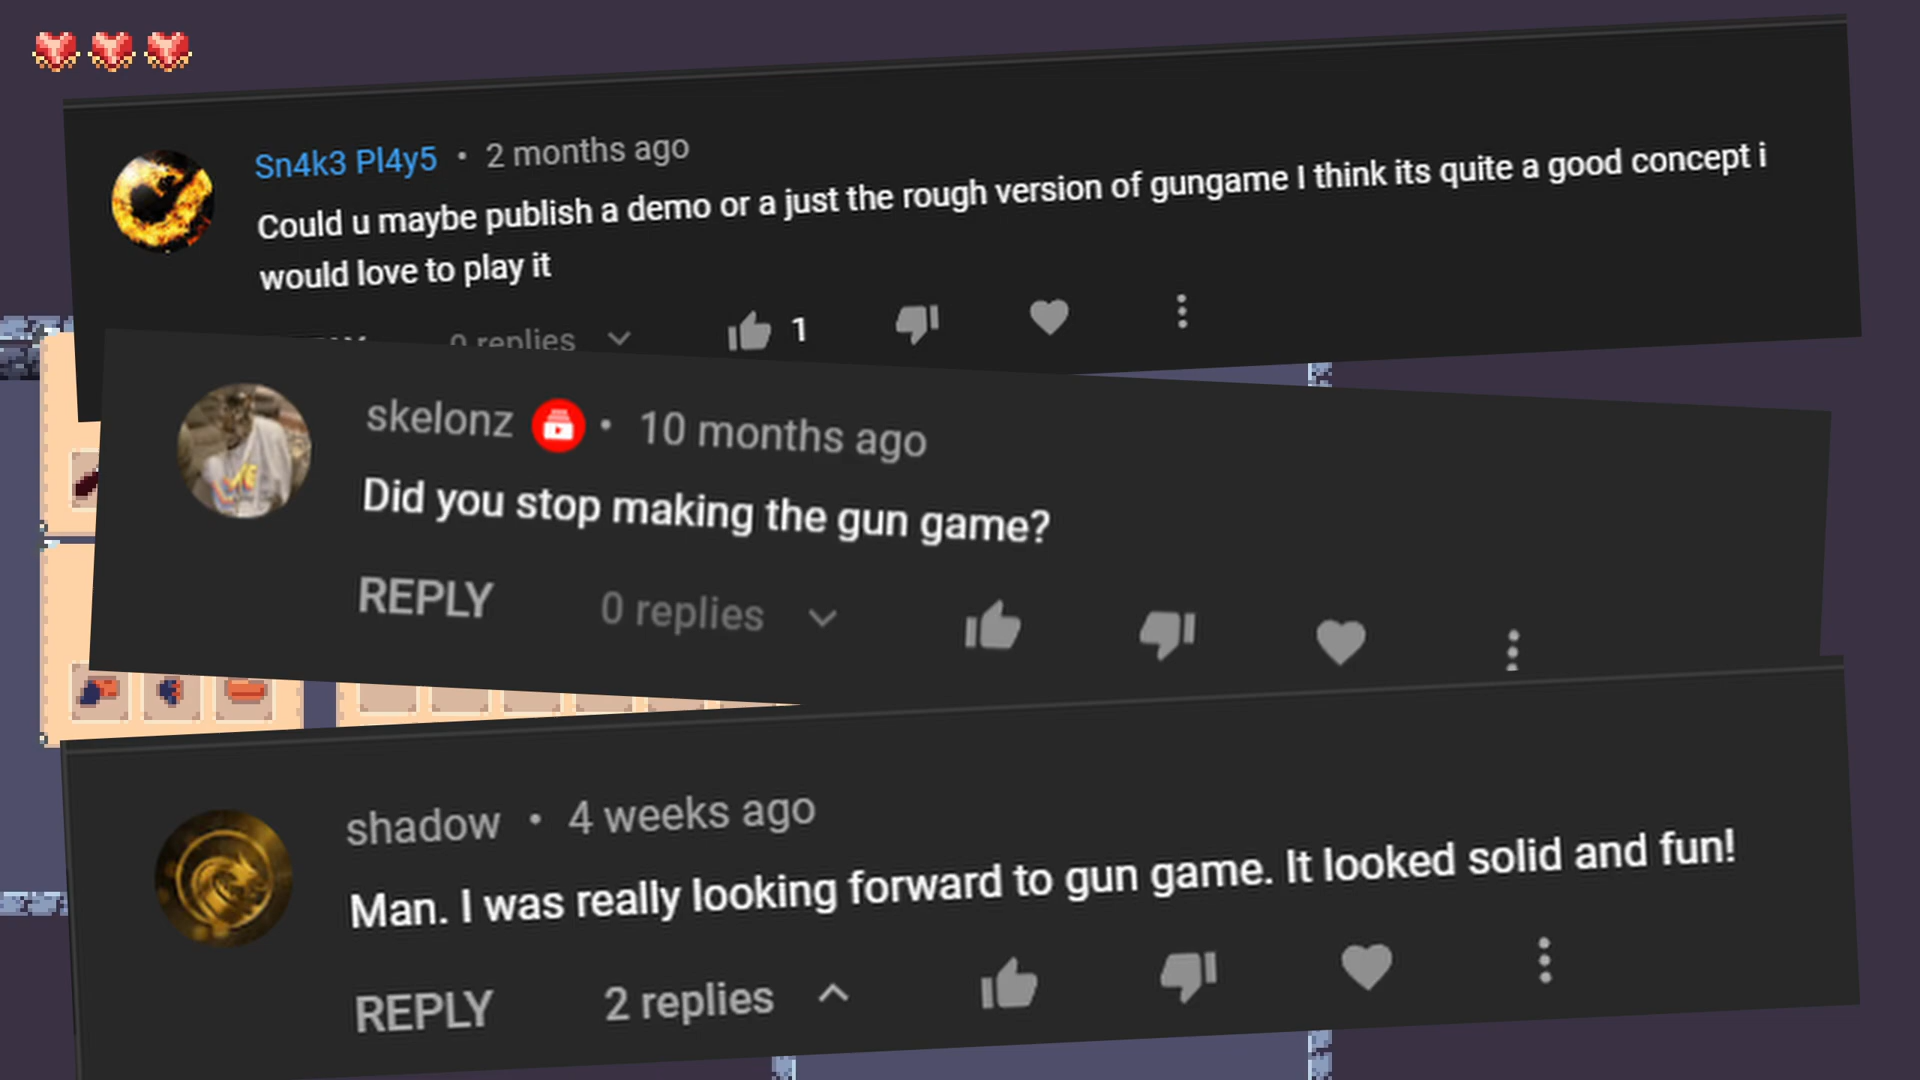 Sn4k3 Pl4y5 • 2 months ago
Could u maybe publish a demo or a just the rough version of gungame I think its quite a good concept i
would love to play it
0 replies 1
skelonz • 10 months ago
Did you stop making the gun game?
REPLY 0 replies
shadow • 4 weeks ago
Man. I was really looking forward to gun game. It looked solid and fun!
REPLY 2 replies